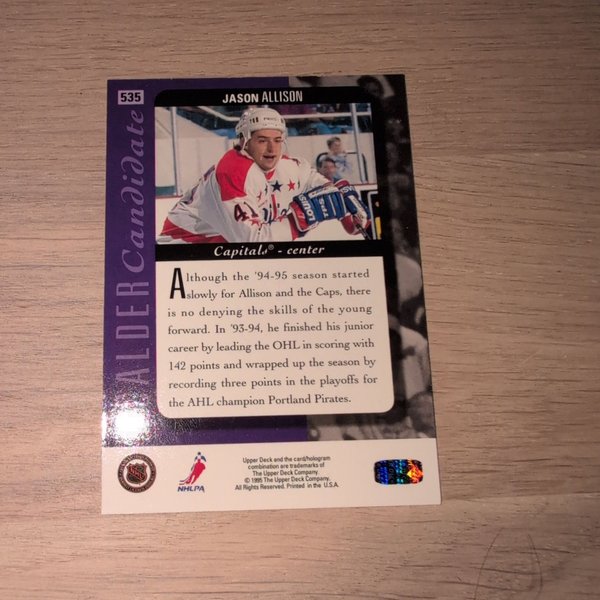 535
JASON ALLISON
CALDER Candidate
Capitals® - center
Although the '94-95 season started
slowly for Allison and the Caps, there
is no denying the skills of the young
forward. In '93-94, he finished his junior
career by leading the OHL in scoring with
142 points and wrapped up the season by
recording three points in the playoffs for
the AHL champion Portland Pirates.
NHL
NHLPA
Upper Deck and the card/hologram
combination are trademarks of
The Upper Deck Company.
© 1995 The Upper Deck Company.
All Rights Reserved. Printed in the U.S.A.